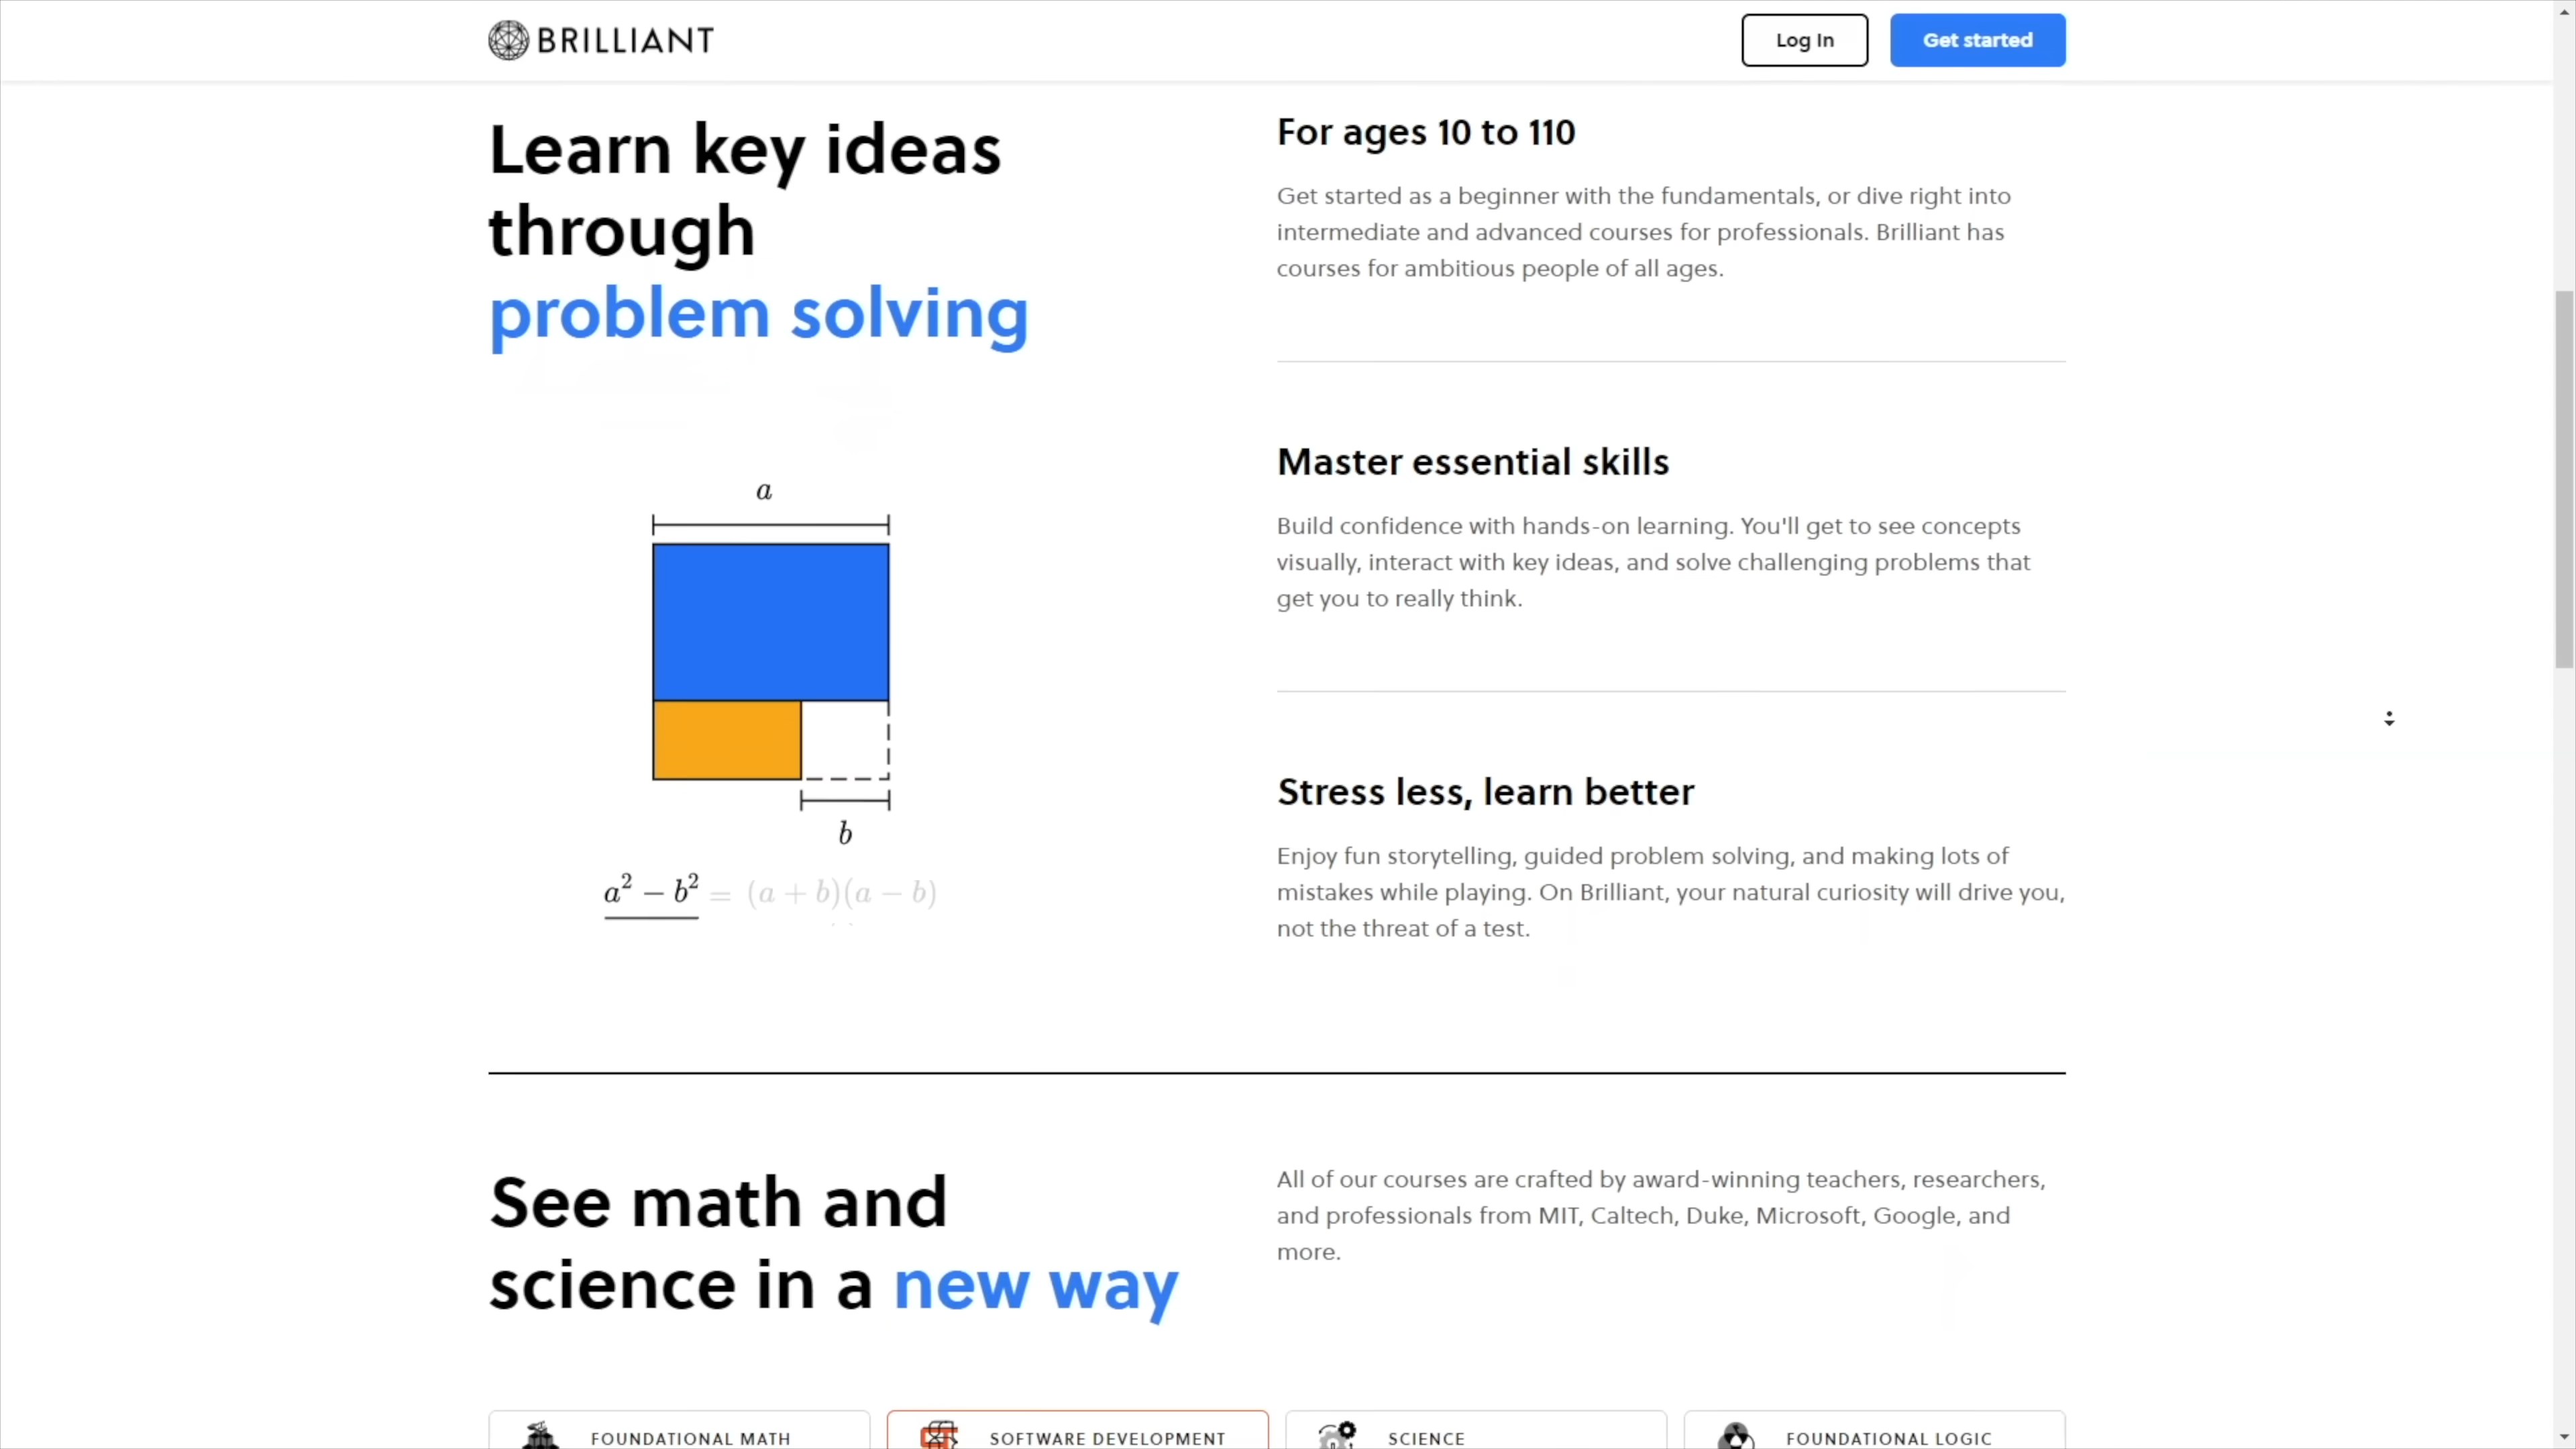 BRILLIANT
Log In
Get started
Learn key ideas
through
problem solving
a
b
a² − b² = (a + b)(a − b)
For ages 10 to 110
Get started as a beginner with the fundamentals, or dive right into
intermediate and advanced courses for professionals. Brilliant has
courses for ambitious people of all ages.
Master essential skills
Build confidence with hands-on learning. You'll get to see concepts
visually, interact with key ideas, and solve challenging problems that
get you to really think.
Stress less, learn better
Enjoy fun storytelling, guided problem solving, and making lots of
mistakes while playing. On Brilliant, your natural curiosity will drive you,
not the threat of a test.
See math and
science in a new way
All of our courses are crafted by award-winning teachers, researchers,
and professionals from MIT, Caltech, Duke, Microsoft, Google, and
more.
FOUNDATIONAL MATH
SOFTWARE DEVELOPMENT
SCIENCE
FOUNDATIONAL LOGIC